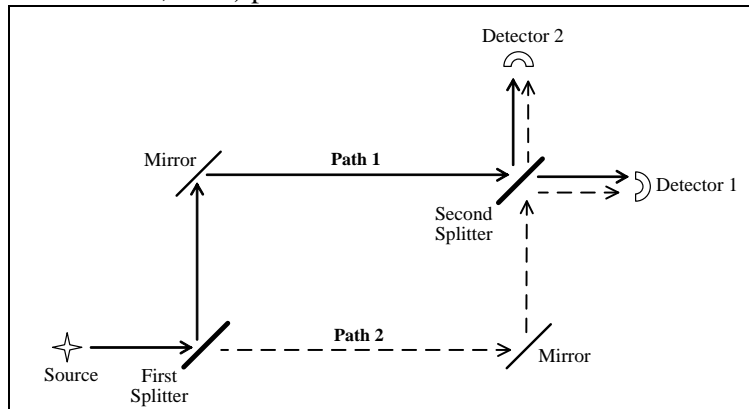 Detector 2
Mirror
Path 1
Detector 1
Second
Splitter
Path 2
Source
First
Splitter
Mirror